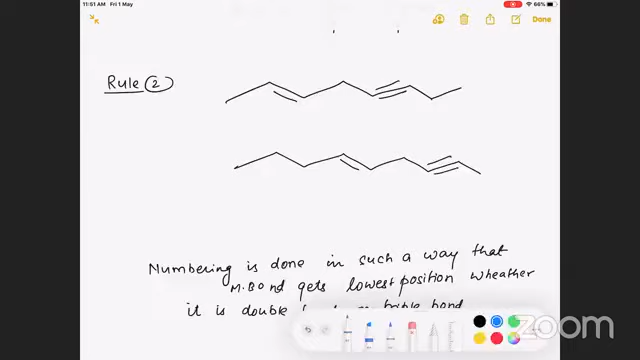 11:51 AM Fri 1 May
66%
Done
Rule 2
Numbering is done in such a way that
M.Bond gets lowest position wheather
it is double bond
zoom